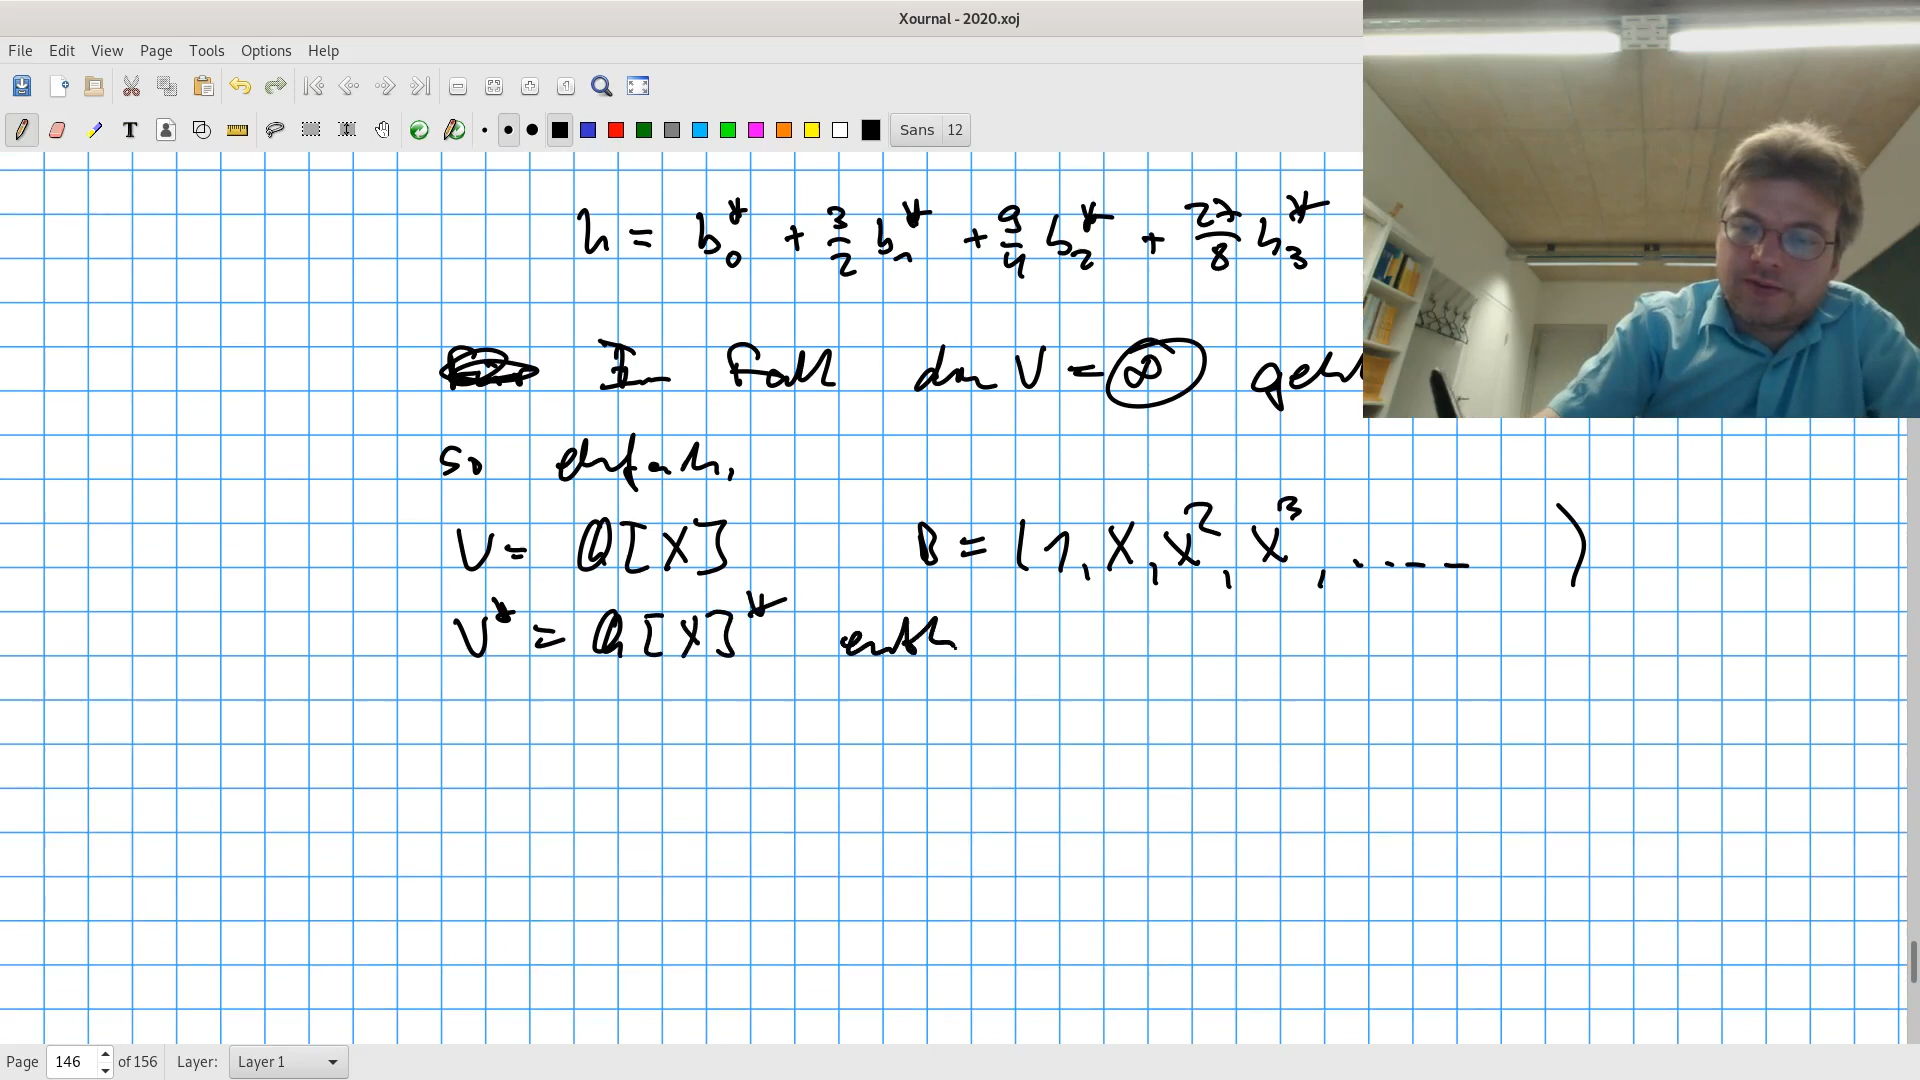 Xournal - 2020.xoj
File Edit View Page Tools Options Help
Sans 12
h = b₀* + 3/2 b₁* + 9/4 b₂* + 27/8 b₃*
Im Fall dim V = ∞ geht
so einfach.
V = ℚ[X] B = (1, X, X², X³, .... )
V* = ℚ[X]* enth
Page 146 of 156 Layer: Layer 1